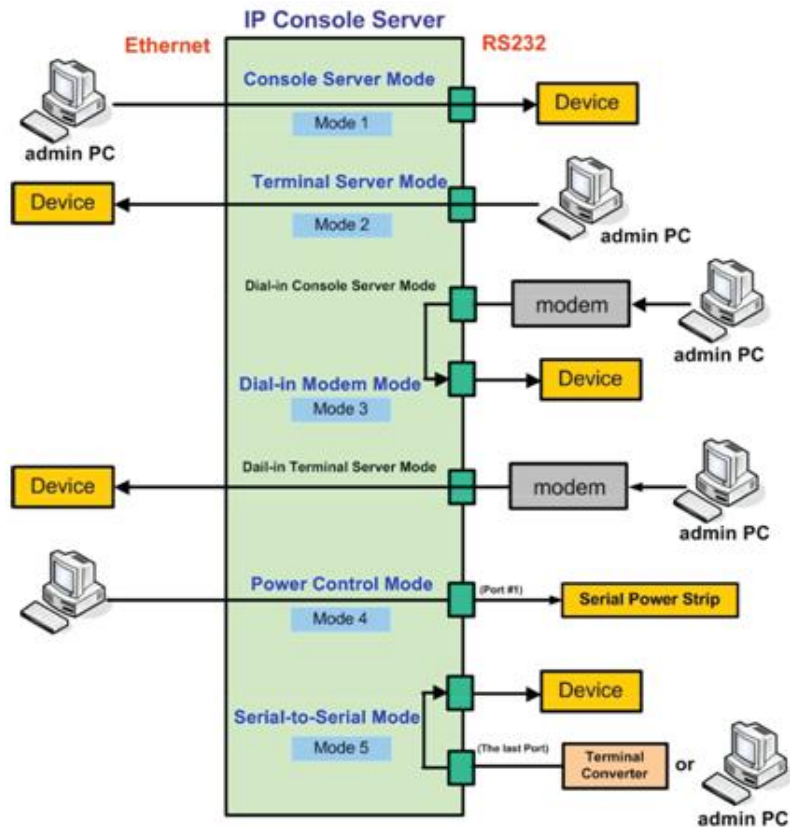 IP Console Server
Ethernet
RS232
Console Server Mode
Mode 1
admin PC
Device
Terminal Server Mode
Mode 2
Device
admin PC
Dial-in Console Server Mode
modem
admin PC
Dial-in Modem Mode
Mode 3
Device
Dail-in Terminal Server Mode
Device
modem
admin PC
Power Control Mode
Mode 4
(Port #1)
Serial Power Strip
Device
Serial-to-Serial Mode
Mode 5
(The last Port)
Terminal
Converter
or
admin PC